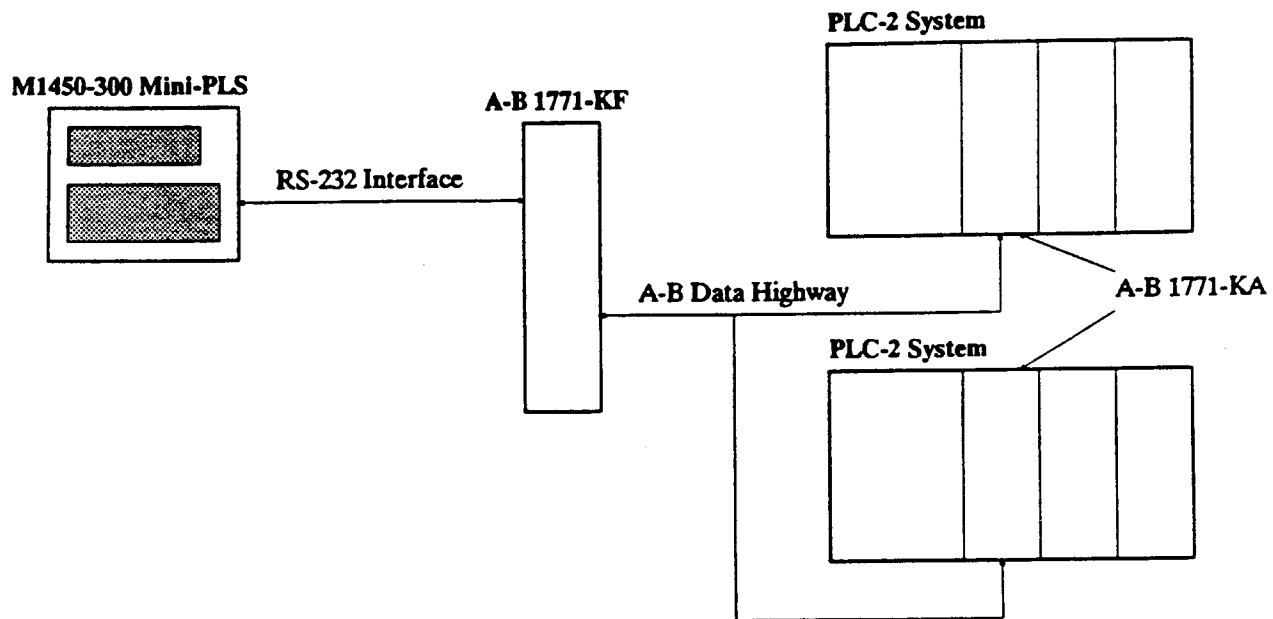 PLC-2 System
M1450-300 Mini-PLS
A-B 1771-KF
RS-232 Interface
A-B Data Highway
A-B 1771-KA
PLC-2 System